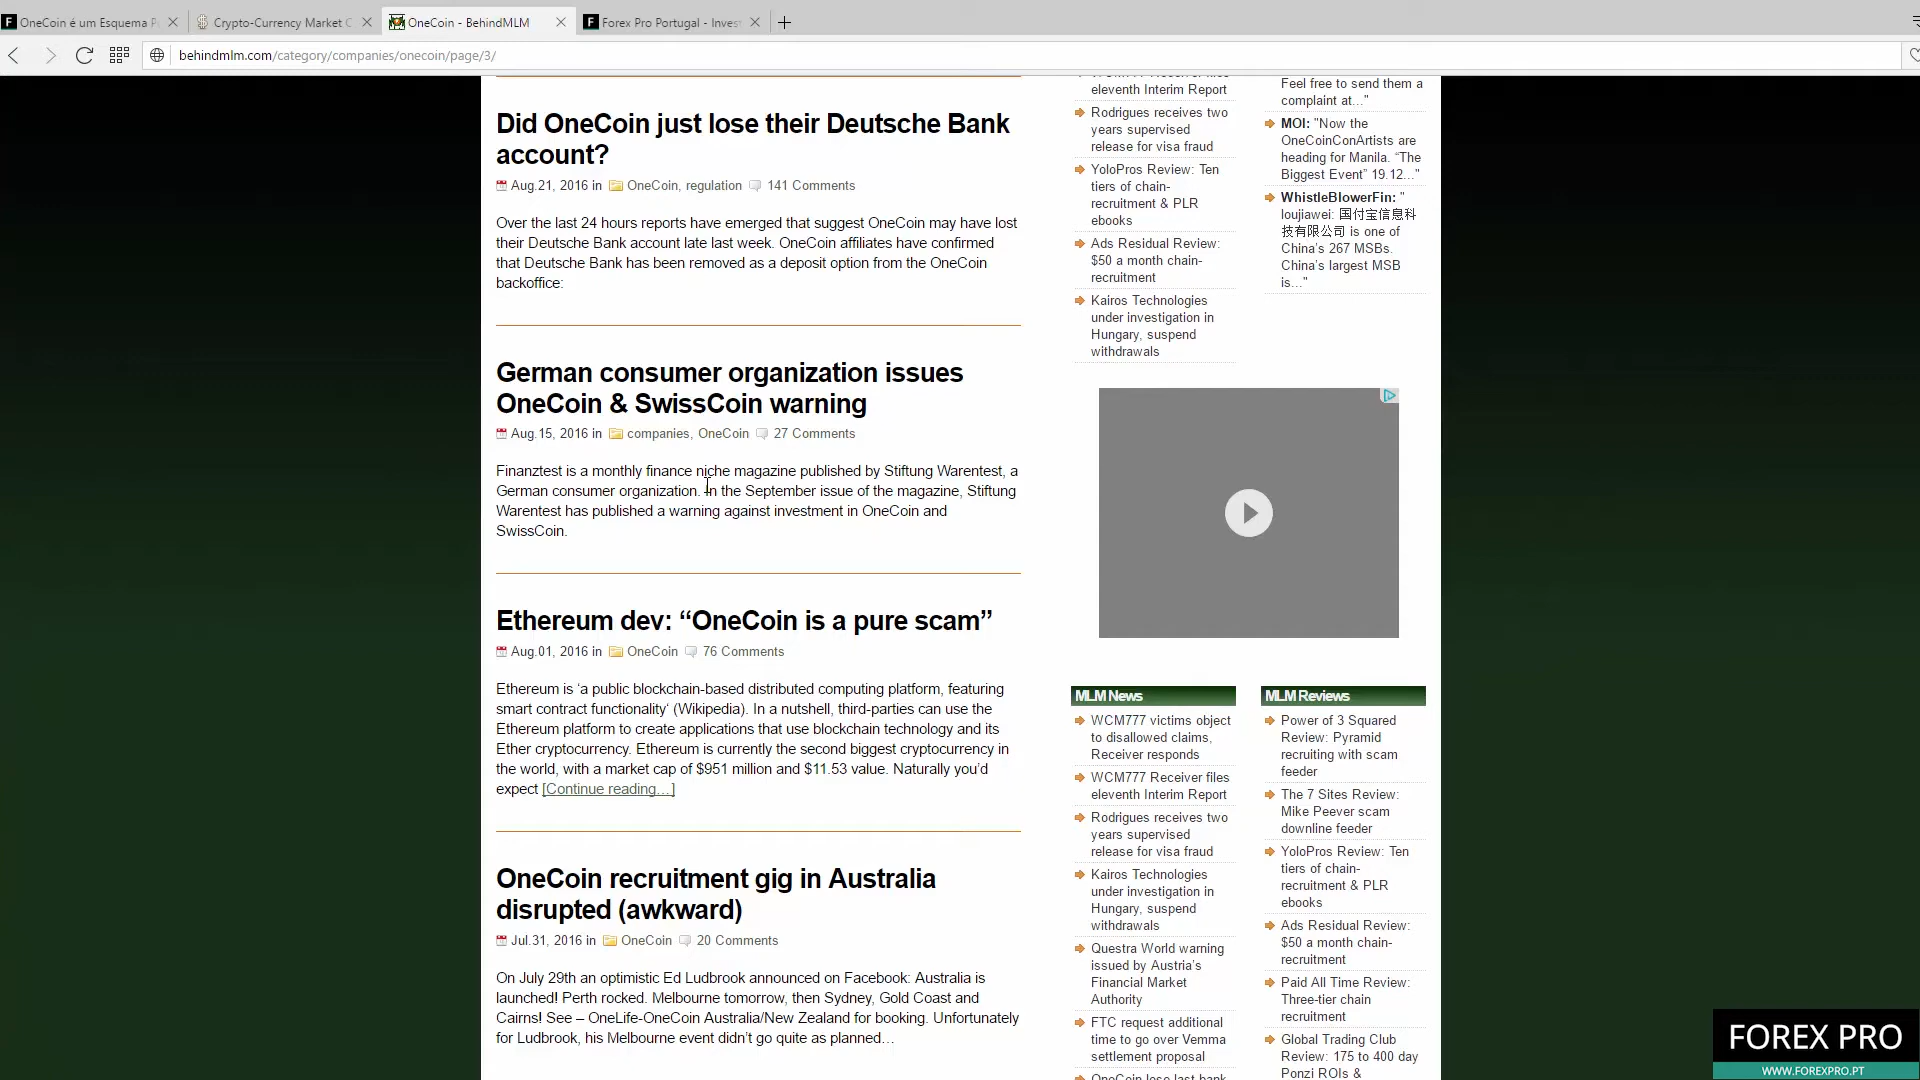 OneCoin é um Esquema P
Crypto-Currency Market C
OneCoin - BehindMLM
Forex Pro Portugal - Inves
behindmlm.com/category/companies/onecoin/page/3/
Did OneCoin just lose their Deutsche Bank
account?
Aug.21, 2016 in OneCoin, regulation 141 Comments
Over the last 24 hours reports have emerged that suggest OneCoin may have lost
their Deutsche Bank account late last week. OneCoin affiliates have confirmed
that Deutsche Bank has been removed as a deposit option from the OneCoin
backoffice:
German consumer organization issues
OneCoin & SwissCoin warning
Aug.15, 2016 in companies, OneCoin 27 Comments
Finanztest is a monthly finance niche magazine published by Stiftung Warentest, a
German consumer organization. In the September issue of the magazine, Stiftung
Warentest has published a warning against investment in OneCoin and
SwissCoin.
Ethereum dev: “OneCoin is a pure scam”
Aug.01, 2016 in OneCoin 76 Comments
Ethereum is ‘a public blockchain-based distributed computing platform, featuring
smart contract functionality‘ (Wikipedia). In a nutshell, third-parties can use the
Ethereum platform to create applications that use blockchain technology and its
Ether cryptocurrency. Ethereum is currently the second biggest cryptocurrency in
the world, with a market cap of $951 million and $11.53 value. Naturally you’d
expect [Continue reading...]
OneCoin recruitment gig in Australia
disrupted (awkward)
Jul.31, 2016 in OneCoin 20 Comments
On July 29th an optimistic Ed Ludbrook announced on Facebook: Australia is
launched! Perth rocked. Melbourne tomorrow, then Sydney, Gold Coast and
Cairns! See – OneLife-OneCoin Australia/New Zealand for booking. Unfortunately
for Ludbrook, his Melbourne event didn’t go quite as planned…
eleventh Interim Report
Rodrigues receives two
years supervised
release for visa fraud
YoloPros Review: Ten
tiers of chain-
recruitment & PLR
ebooks
Ads Residual Review:
$50 a month chain-
recruitment
Kairos Technologies
under investigation in
Hungary, suspend
withdrawals
Feel free to send them a
complaint at..."
MOI: "Now the
OneCoinConArtists are
heading for Manila. “The
Biggest Event” 19.12..."
WhistleBlowerFin: "
loujiawei: 国付宝信息科
技有限公司 is one of
China’s 267 MSBs.
China’s largest MSB
is..."
MLM News
WCM777 victims object
to disallowed claims,
Receiver responds
WCM777 Receiver files
eleventh Interim Report
Rodrigues receives two
years supervised
release for visa fraud
Kairos Technologies
under investigation in
Hungary, suspend
withdrawals
Questra World warning
issued by Austria’s
Financial Market
Authority
FTC request additional
time to go over Vemma
settlement proposal
OneCoin lose last bank
MLM Reviews
Power of 3 Squared
Review: Pyramid
recruiting with scam
feeder
The 7 Sites Review:
Mike Peever scam
downline feeder
YoloPros Review: Ten
tiers of chain-
recruitment & PLR
ebooks
Ads Residual Review:
$50 a month chain-
recruitment
Paid All Time Review:
Three-tier chain
recruitment
Global Trading Club
Review: 175 to 400 day
Ponzi ROIs &
FOREX PRO
WWW.FOREXPRO.PT